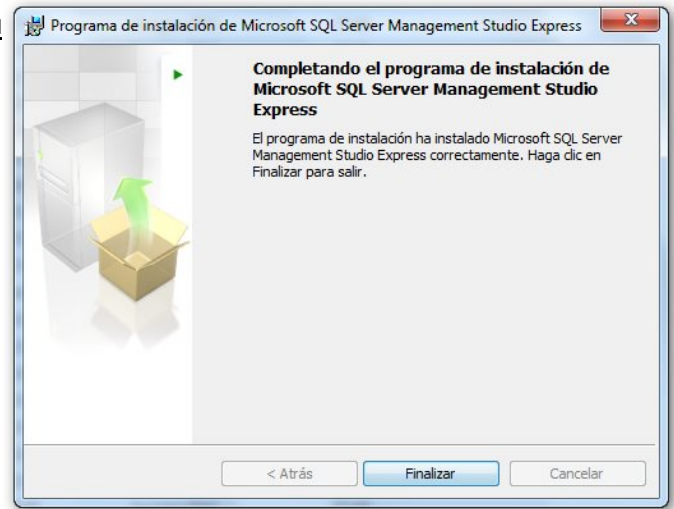 Programa de instalación de Microsoft SQL Server Management Studio Express
Completando el programa de instalación de
Microsoft SQL Server Management Studio
Express
El programa de instalación ha instalado Microsoft SQL Server
Management Studio Express correctamente. Haga clic en
Finalizar para salir.
< Atrás
Finalizar
Cancelar